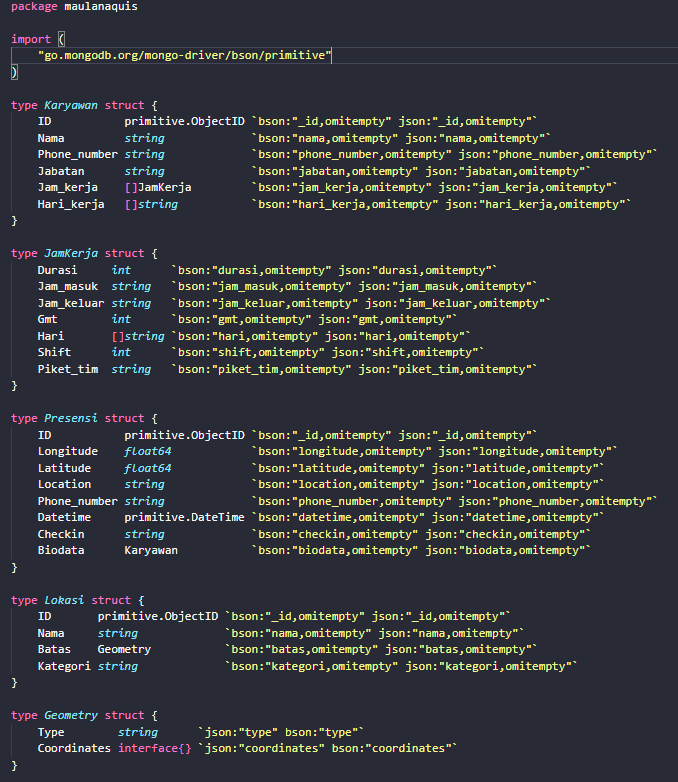 package maulanaquis
import (
    "go.mongodb.org/mongo-driver/bson/primitive"
)
type Karyawan struct {
    ID           primitive.ObjectID `bson:"_id,omitempty" json:"_id,omitempty"`
    Nama         string             `bson:"nama,omitempty" json:"nama,omitempty"`
    Phone_number string             `bson:"phone_number,omitempty" json:"phone_number,omitempty"`
    Jabatan      string             `bson:"jabatan,omitempty" json:"jabatan,omitempty"`
    Jam_kerja    []JamKerja         `bson:"jam_kerja,omitempty" json:"jam_kerja,omitempty"`
    Hari_kerja   []string           `bson:"hari_kerja,omitempty" json:"hari_kerja,omitempty"`
}
type JamKerja struct {
    Durasi     int      `bson:"durasi,omitempty" json:"durasi,omitempty"`
    Jam_masuk  string   `bson:"jam_masuk,omitempty" json:"jam_masuk,omitempty"`
    Jam_keluar string   `bson:"jam_keluar,omitempty" json:"jam_keluar,omitempty"`
    Gmt        int      `bson:"gmt,omitempty" json:"gmt,omitempty"`
    Hari       []string `bson:"hari,omitempty" json:"hari,omitempty"`
    Shift      int      `bson:"shift,omitempty" json:"shift,omitempty"`
    Piket_tim  string   `bson:"piket_tim,omitempty" json:"piket_tim,omitempty"`
}
type Presensi struct {
    ID           primitive.ObjectID `bson:"_id,omitempty" json:"_id,omitempty"`
    Longitude    float64            `bson:"longitude,omitempty" json:"longitude,omitempty"`
    Latitude     float64            `bson:"latitude,omitempty" json:"latitude,omitempty"`
    Location     string             `bson:"location,omitempty" json:"location,omitempty"`
    Phone_number string             `bson:"phone_number,omitempty" json:"phone_number,omitempty"`
    Datetime     primitive.DateTime `bson:"datetime,omitempty" json:"datetime,omitempty"`
    Checkin      string             `bson:"checkin,omitempty" json:"checkin,omitempty"`
    Biodata      Karyawan           `bson:"biodata,omitempty" json:"biodata,omitempty"`
}
type Lokasi struct {
    ID       primitive.ObjectID `bson:"_id,omitempty" json:"_id,omitempty"`
    Nama     string             `bson:"nama,omitempty" json:"nama,omitempty"`
    Batas    Geometry           `bson:"batas,omitempty" json:"batas,omitempty"`
    Kategori string             `bson:"kategori,omitempty" json:"kategori,omitempty"`
}
type Geometry struct {
    Type        string      `json:"type" bson:"type"`
    Coordinates interface{} `json:"coordinates" bson:"coordinates"`
}